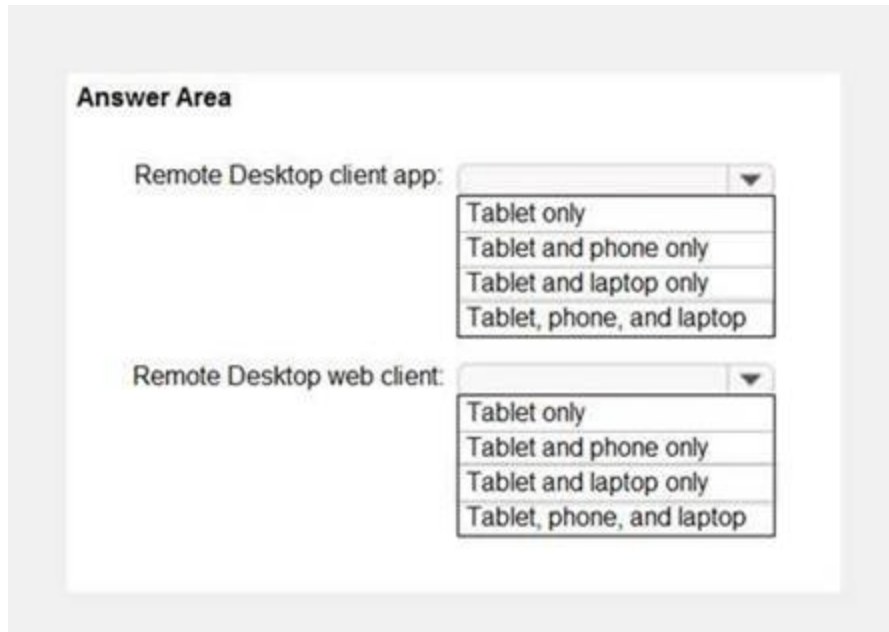 Answer Area
Remote Desktop client app:
Tablet only
Tablet and phone only
Tablet and laptop only
Tablet, phone, and laptop
Remote Desktop web client:
Tablet only
Tablet and phone only
Tablet and laptop only
Tablet, phone, and laptop